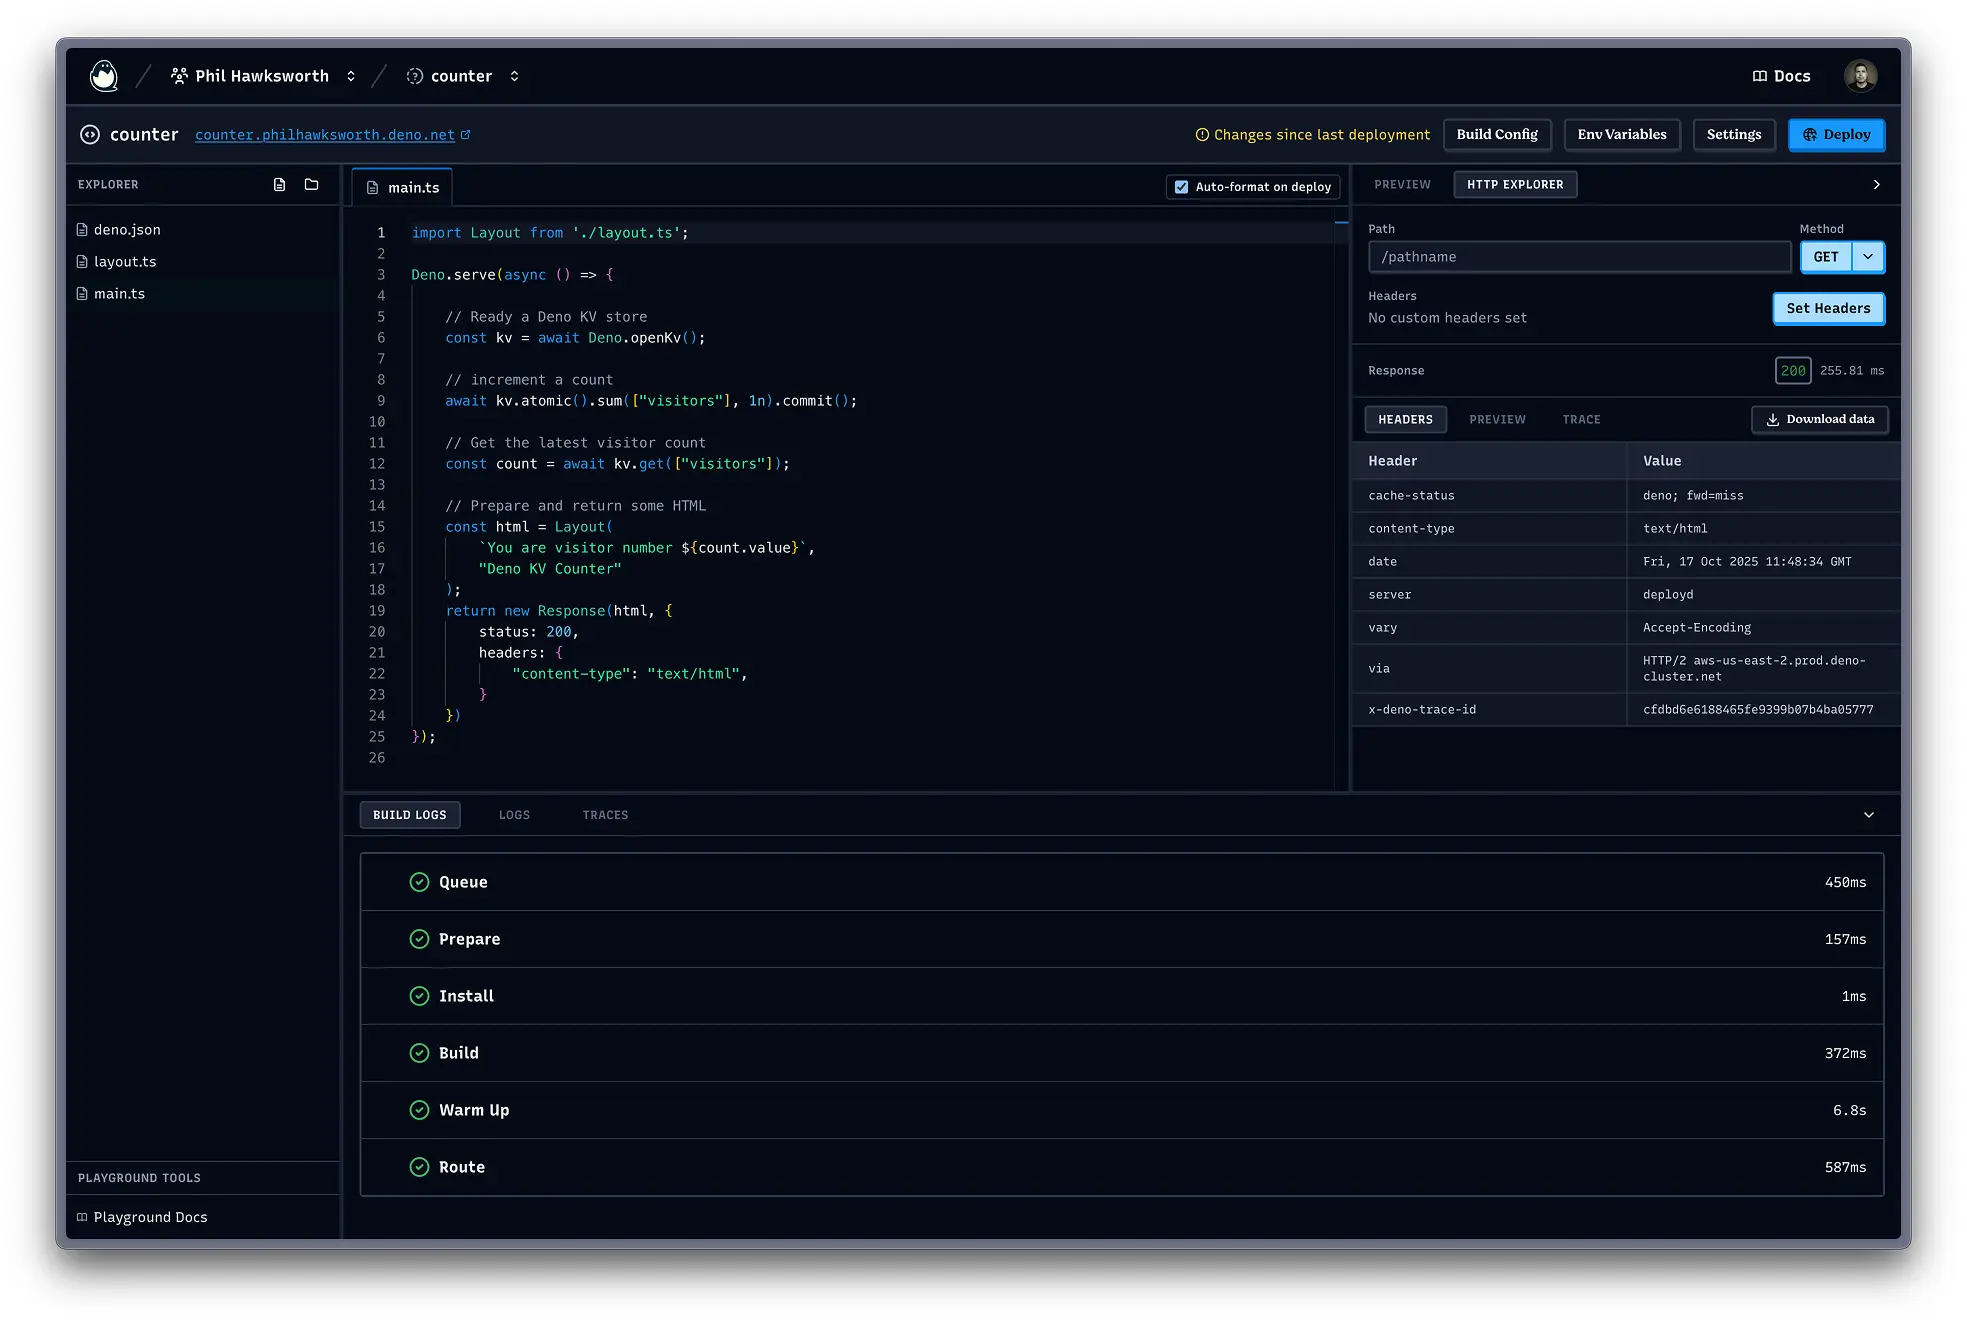 Phil Hawksworth
counter
Docs
counter
counter.philhawksworth.deno.net
Changes since last deployment
Build Config
Env Variables
Settings
Deploy
EXPLORER
deno.json
layout.ts
main.ts
PLAYGROUND TOOLS
Playground Docs
main.ts
Auto-format on deploy
1 import Layout from './layout.ts';
2
3 Deno.serve(async () => {
4
5 // Ready a Deno KV store
6 const kv = await Deno.openKv();
7
8 // increment a count
9 await kv.atomic().sum(["visitors"], 1n).commit();
10
11 // Get the latest visitor count
12 const count = await kv.get(["visitors"]);
13
14 // Prepare and return some HTML
15 const html = Layout(
16 `You are visitor number ${count.value}`,
17 "Deno KV Counter"
18 );
19 return new Response(html, {
20 status: 200,
21 headers: {
22 "content-type": "text/html",
23 }
24 })
25 });
26
PREVIEW
HTTP EXPLORER
Path
Method
/pathname
GET
Headers
No custom headers set
Set Headers
Response
200 255.81 ms
HEADERS
PREVIEW
TRACE
Download data
Header Value
cache-status deno; fwd=miss
content-type text/html
date Fri, 17 Oct 2025 11:48:34 GMT
server deployd
vary Accept-Encoding
via HTTP/2 aws-us-east-2.prod.deno-
cluster.net
x-deno-trace-id cfdbd6e6188465fe9399b07b4ba05777
BUILD LOGS
LOGS
TRACES
Queue 450ms
Prepare 157ms
Install 1ms
Build 372ms
Warm Up 6.8s
Route 587ms